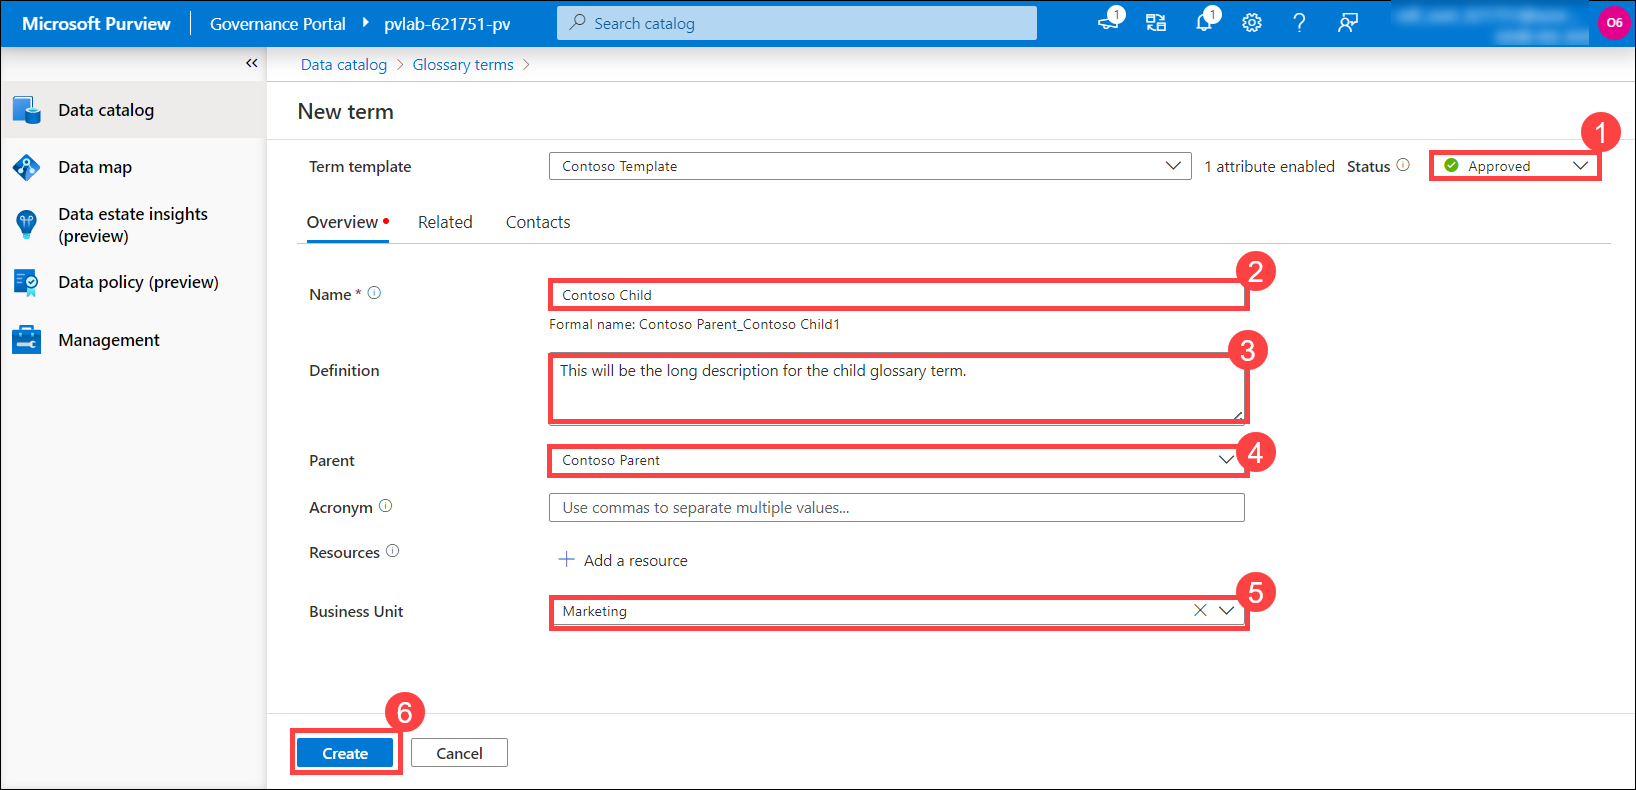 Microsoft Purview Governance Portal pvlab-621751-pv Search catalog 1 1 O6
Data catalog Glossary terms
Data catalog
Data map
Data estate insights
(preview)
Data policy (preview)
Management
New term
1
Term template Contoso Template 1 attribute enabled Status Approved
Overview Related Contacts
2
Name * Contoso Child
Formal name: Contoso Parent_Contoso Child1
3
Definition This will be the long description for the child glossary term.
4
Parent Contoso Parent
Acronym Use commas to separate multiple values...
Resources + Add a resource
5
Business Unit Marketing
6
Create Cancel